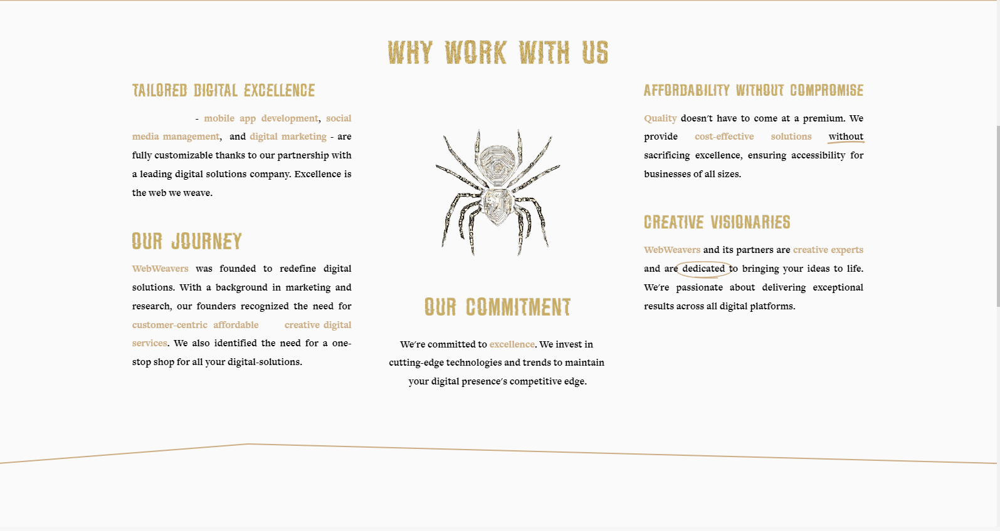 WHY WORK WITH US
TAILORED DIGITAL EXCELLENCE
- mobile app development, social
media management, and digital marketing - are
fully customizable thanks to our partnership with
a leading digital solutions company. Excellence is
the web we weave.
OUR JOURNEY
WebWeavers was founded to redefine digital
solutions. With a background in marketing and
research, our founders recognized the need for
customer-centric affordable creative digital
services. We also identified the need for a one-
stop shop for all your digital-solutions.
OUR COMMITMENT
We're committed to excellence. We invest in
cutting-edge technologies and trends to maintain
your digital presence's competitive edge.
AFFORDABILITY WITHOUT COMPROMISE
Quality doesn't have to come at a premium. We
provide cost-effective solutions without
sacrificing excellence, ensuring accessibility for
businesses of all sizes.
CREATIVE VISIONARIES
WebWeavers and its partners are creative experts
and are dedicated to bringing your ideas to life.
We're passionate about delivering exceptional
results across all digital platforms.